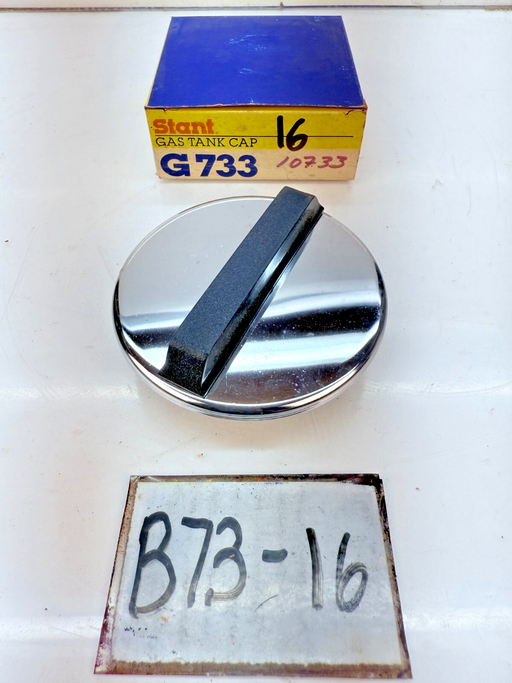 Stant
GAS TANK CAP 16
G733 10733
B73-16